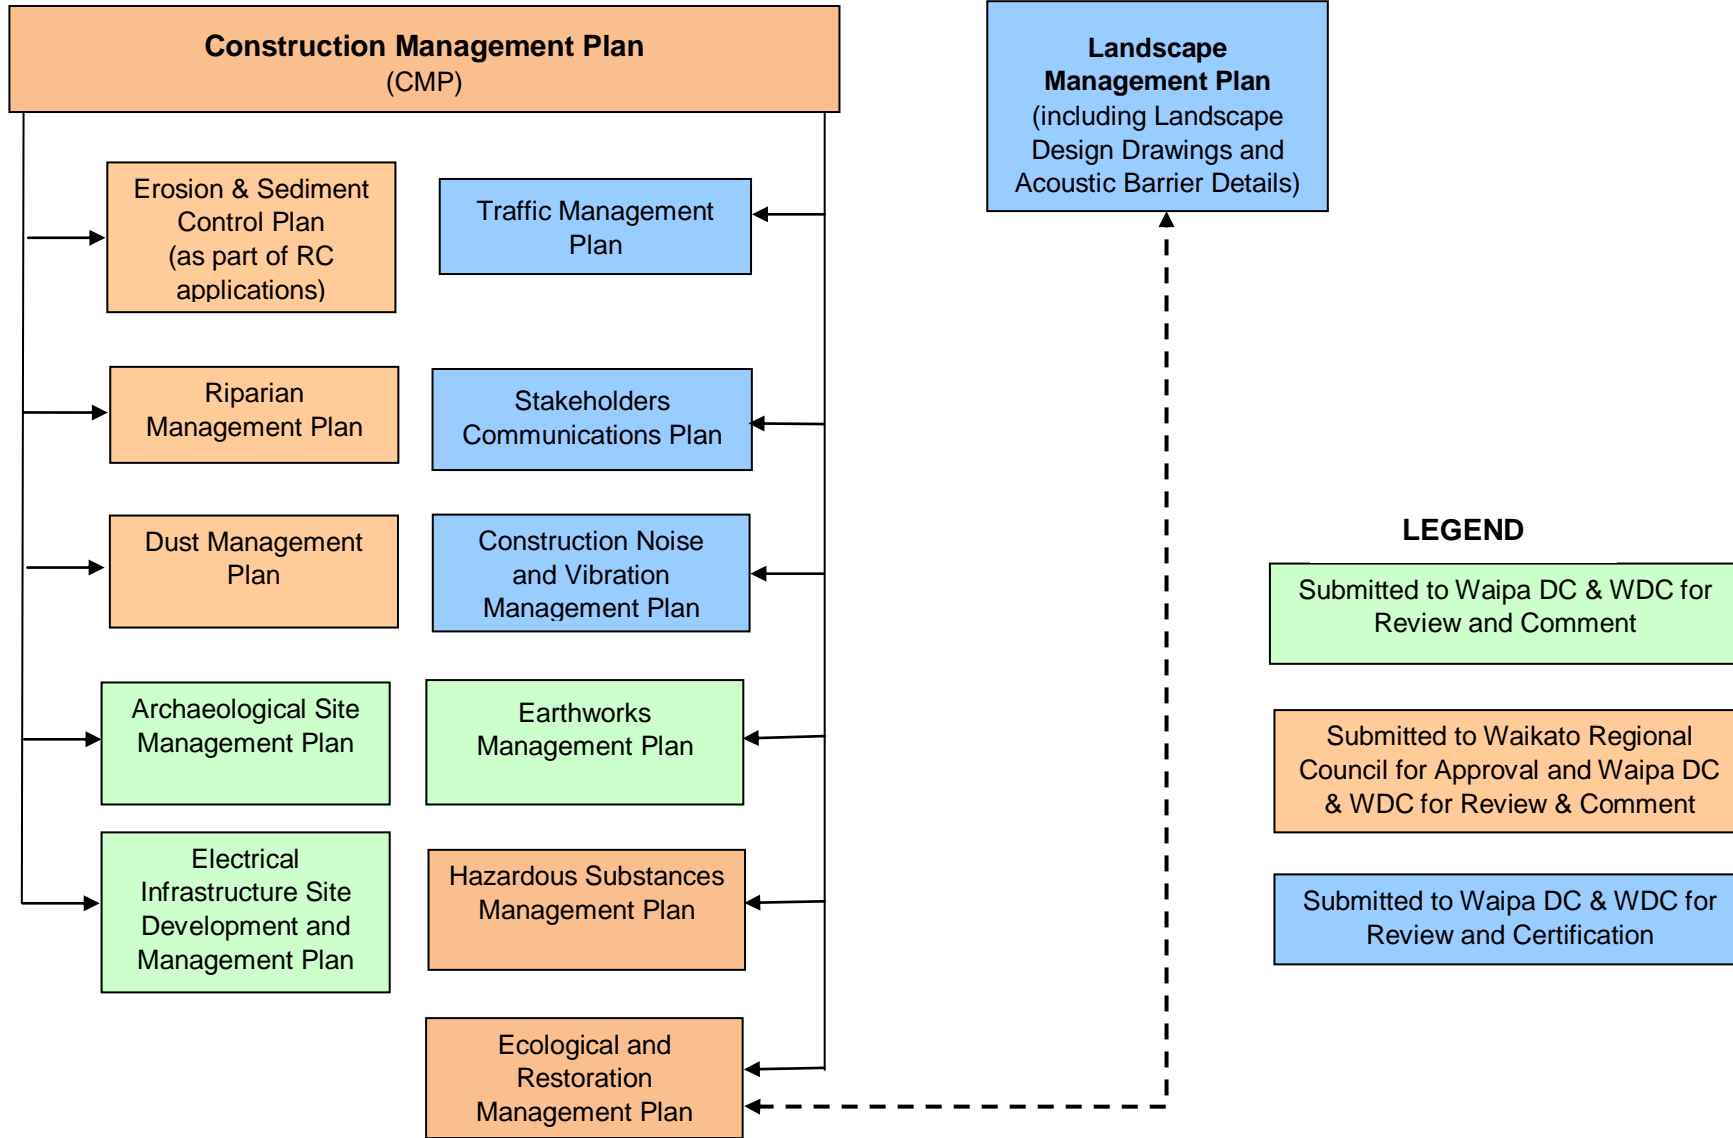 Construction Management Plan
(CMP)
Landscape
Management Plan
(including Landscape
Design Drawings and
Acoustic Barrier Details)
Erosion & Sediment
Control Plan
(as part of RC
applications)
Traffic Management
Plan
Riparian
Management Plan
Stakeholders
Communications Plan
Dust Management
Plan
Construction Noise
and Vibration
Management Plan
Archaeological Site
Management Plan
Earthworks
Management Plan
Electrical
Infrastructure Site
Development and
Management Plan
Hazardous Substances
Management Plan
Ecological and
Restoration
Management Plan
LEGEND
Submitted to Waipa DC & WDC for
Review and Comment
Submitted to Waikato Regional
Council for Approval and Waipa DC
& WDC for Review & Comment
Submitted to Waipa DC & WDC for
Review and Certification